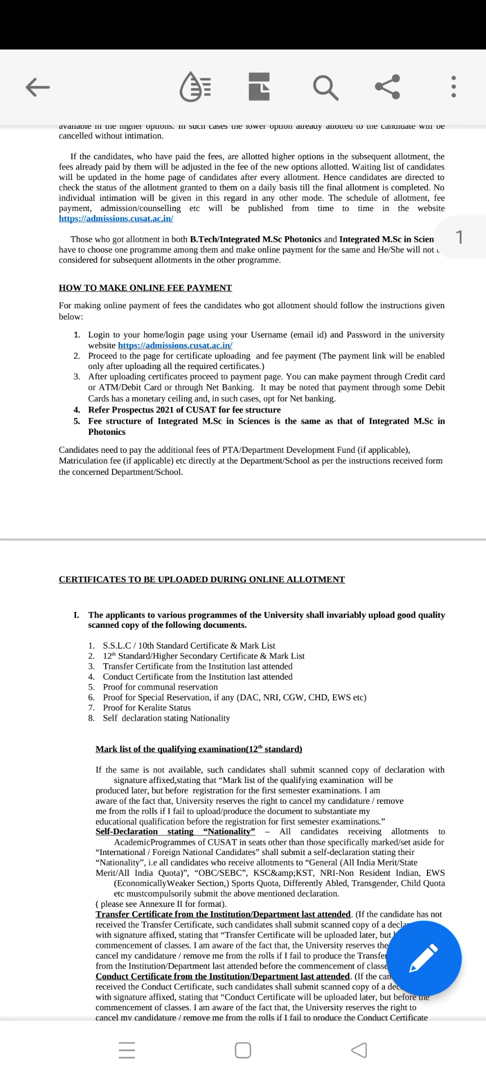 available in the higher options. In such cases the lower option already allotted to the candidate will be
cancelled without intimation.
If the candidates, who have paid the fees, are allotted higher options in the subsequent allotment, the
fees already paid by them will be adjusted in the fee of the new options allotted. Waiting list of candidates
will be updated in the home page of candidates after every allotment. Hence candidates are directed to
check the status of the allotment granted to them on a daily basis till the final allotment is completed. No
individual intimation will be given in this regard in any other mode. The schedule of allotment, fee
payment, admission/counselling etc will be published from time to time in the website
https://admissions.cusat.ac.in/
Those who got allotment in both B.Tech/Integrated M.Sc Photonics and Integrated M.Sc in Scien
1
have to choose one programme among them and make online payment for the same and He/She will not
considered for subsequent allotments in the other programme.
HOW TO MAKE ONLINE FEE PAYMENT
For making online payment of fees the candidates who got allotment should follow the instructions given
below:
1. Login to your home/login page using your Username (email id) and Password in the university
website https://admissions.cusat.ac.in/
2. Proceed to the page for certificate uploading and fee payment (The payment link will be enabled
only after uploading all the required certificates.)
3. After uploading certificates proceed to payment page. You can make payment through Credit card
or ATM/Debit Card or through Net Banking. It may be noted that payment through some Debit
Cards has a monetary ceiling and, in such cases, opt for Net banking.
4. Refer Prospectus 2021 of CUSAT for fee structure
5. Fee structure of Integrated M.Sc in Sciences is the same as that of Integrated M.Sc in
Photonics
Candidates need to pay the additional fees of PTA/Department Development Fund (if applicable),
Matriculation fee (if applicable) etc directly at the Department/School as per the instructions received form
the concerned Department/School.
CERTIFICATES TO BE UPLOADED DURING ONLINE ALLOTMENT
I. The applicants to various programmes of the University shall invariably upload good quality
scanned copy of the following documents.
1. S.S.L.C / 10th Standard Certificate & Mark List
2. 12th Standard/Higher Secondary Certificate & Mark List
3. Transfer Certificate from the Institution last attended
4. Conduct Certificate from the Institution last attended
5. Proof for communal reservation
6. Proof for Special Reservation, if any (DAC, NRI, CGW, CHD, EWS etc)
7. Proof for Keralite Status
8. Self declaration stating Nationality
Mark list of the qualifying examination(12th standard)
If the same is not available, such candidates shall submit scanned copy of declaration with
signature affixed,stating that “Mark list of the qualifying examination will be
produced later, but before registration for the first semester examinations. I am
aware of the fact that, University reserves the right to cancel my candidature / remove
me from the rolls if I fail to upload/produce the document to substantiate my
educational qualification before the registration for first semester examinations.”
Self-Declaration stating “Nationality” – All candidates receiving allotments to
AcademicProgrammes of CUSAT in seats other than those specifically marked/set aside for
“International / Foreign National Candidates” shall submit a self-declaration stating their
“Nationality”, i.e all candidates who receive allotments to “General (All India Merit/State
Merit/All India Quota)”, “OBC/SEBC”, KSC&amp;KST, NRI-Non Resident Indian, EWS
(EconomicallyWeaker Section,) Sports Quota, Differently Abled, Transgender, Child Quota
etc mustcompulsorily submit the above mentioned declaration.
( please see Annexure II for format).
Transfer Certificate from the Institution/Department last attended. (If the candidate has not
received the Transfer Certificate, such candidates shall submit scanned copy of a
with signature affixed, stating that “Transfer Certificate will be uploaded later, but
commencement of classes. I am aware of the fact that, the University reserves the
cancel my candidature / remove me from the rolls if I fail to produce the Transfer
from the Institution/Department last attended before the commencement of
Conduct Certificate from the Institution/Department last attended. (If the
received the Conduct Certificate, such candidates shall submit scanned copy of a
with signature affixed, stating that “Conduct Certificate will be uploaded later, but before the
commencement of classes. I am aware of the fact that, the University reserves the right to
cancel my candidature / remove me from the rolls if I fail to produce the Conduct Certificate